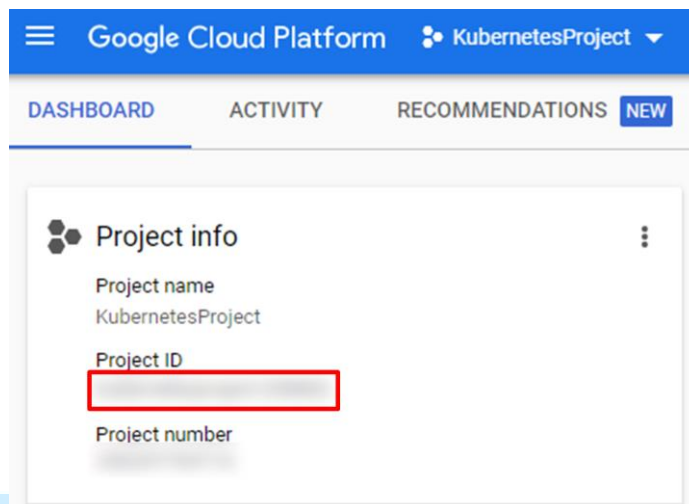 Google Cloud Platform KubernetesProject
DASHBOARD ACTIVITY RECOMMENDATIONS NEW
Project info
Project name
KubernetesProject
Project ID
Project number